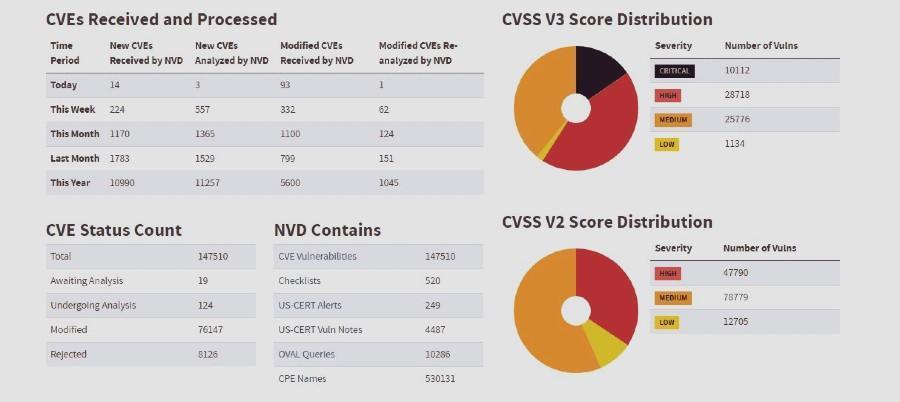 CVEs Received and Processed
Time Period New CVEs Received by NVD New CVEs Analyzed by NVD Modified CVEs Received by NVD Modified CVEs Re-analyzed by NVD
Today 14 3 93 1
This Week 224 557 332 62
This Month 1170 1365 1100 124
Last Month 1783 1529 799 151
This Year 10990 11257 5600 1045
CVE Status Count
Total 147510
Awaiting Analysis 19
Undergoing Analysis 124
Modified 76147
Rejected 8126
NVD Contains
CVE Vulnerabilities 147510
Checklists 520
US-CERT Alerts 249
US-CERT Vuln Notes 4487
OVAL Queries 10286
CPE Names 530131
CVSS V3 Score Distribution
Severity Number of Vulns
CRITICAL 10112
HIGH 28718
MEDIUM 25776
LOW 1134
CVSS V2 Score Distribution
Severity Number of Vulns
HIGH 47790
MEDIUM 78779
LOW 12705